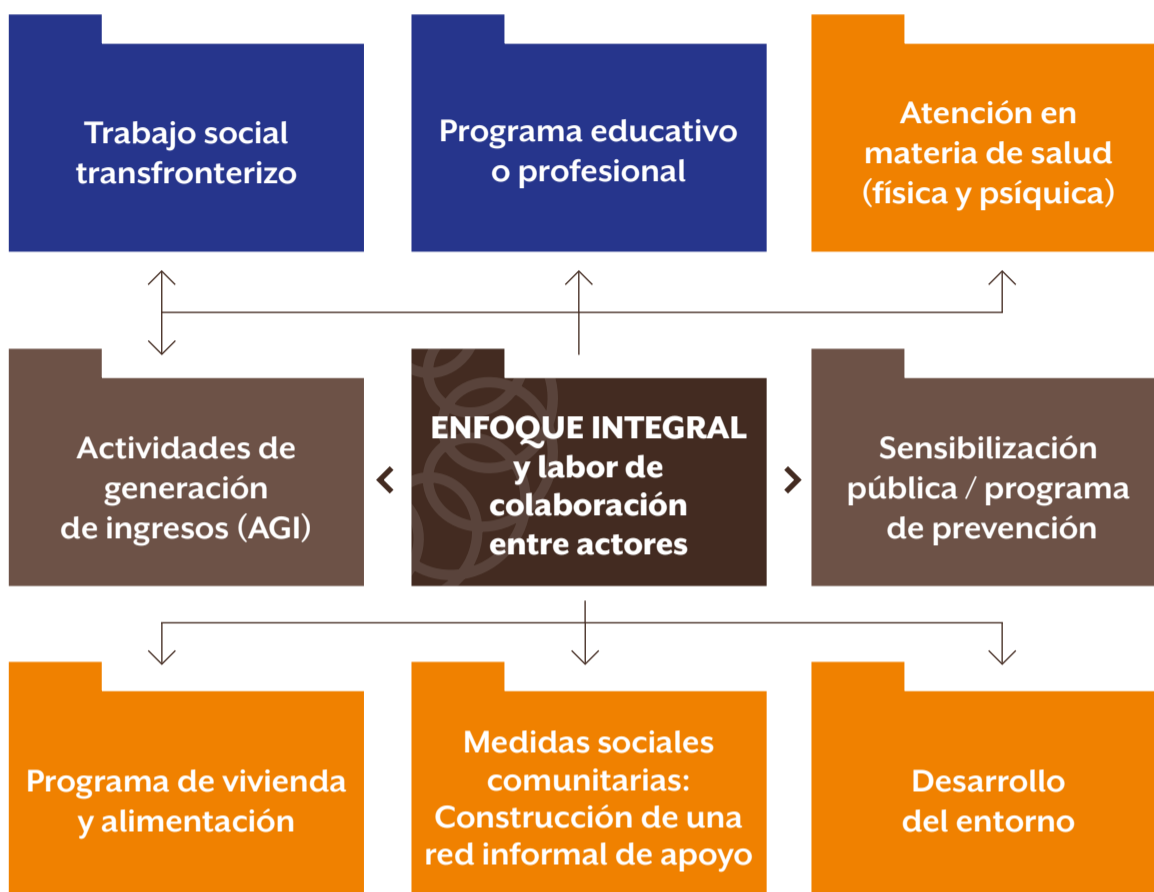 Trabajo social
transfronterizo
Programa educativo
o profesional
Atención en
materia de salud
(física y psíquica)
Actividades de
generación
de ingresos (AGI)
ENFOQUE INTEGRAL
y labor de
colaboración
entre actores
Sensibilización
pública / programa
de prevención
Programa de vivienda
y alimentación
Medidas sociales
comunitarias:
Construcción de una
red informal de apoyo
Desarrollo
del entorno